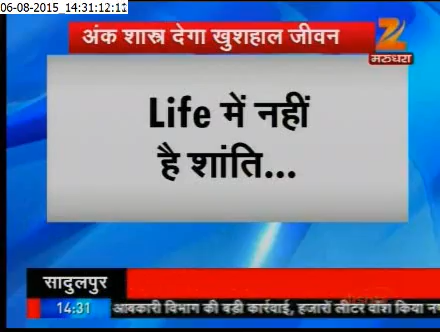 06-08-2015 14:31:12:12
अंक शास्त्र देगा खुशहाल जीवन
मरुधरा
Life में नहीं
है शांति...
सादुलपुर
14:31 आबकारी विभाग की बड़ी कार्रवाई, हजारों लीटर वॉश किया